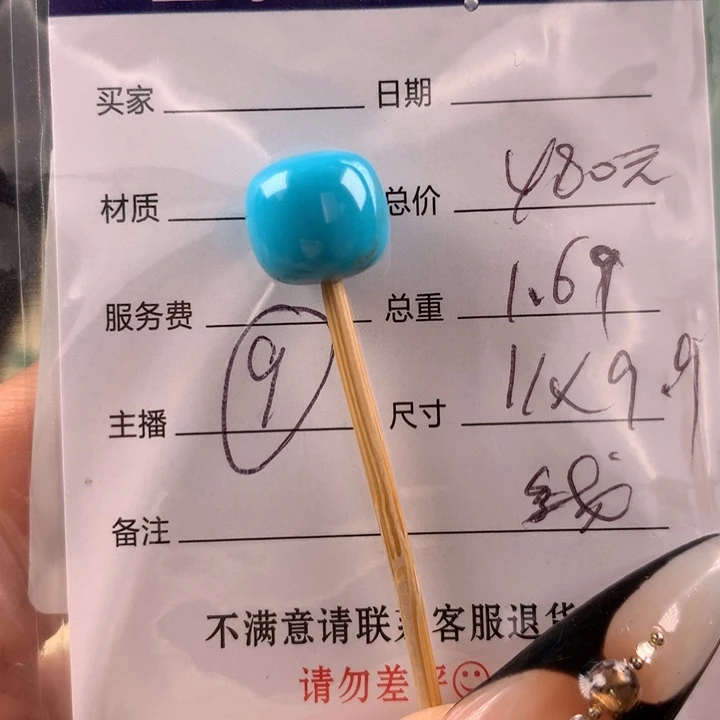 买家 日期
材质 总价 480元
服务费 总重 1.6g
主播 9 尺寸 11X9.9
备注 线
不满意请联系客服退货
请勿差评